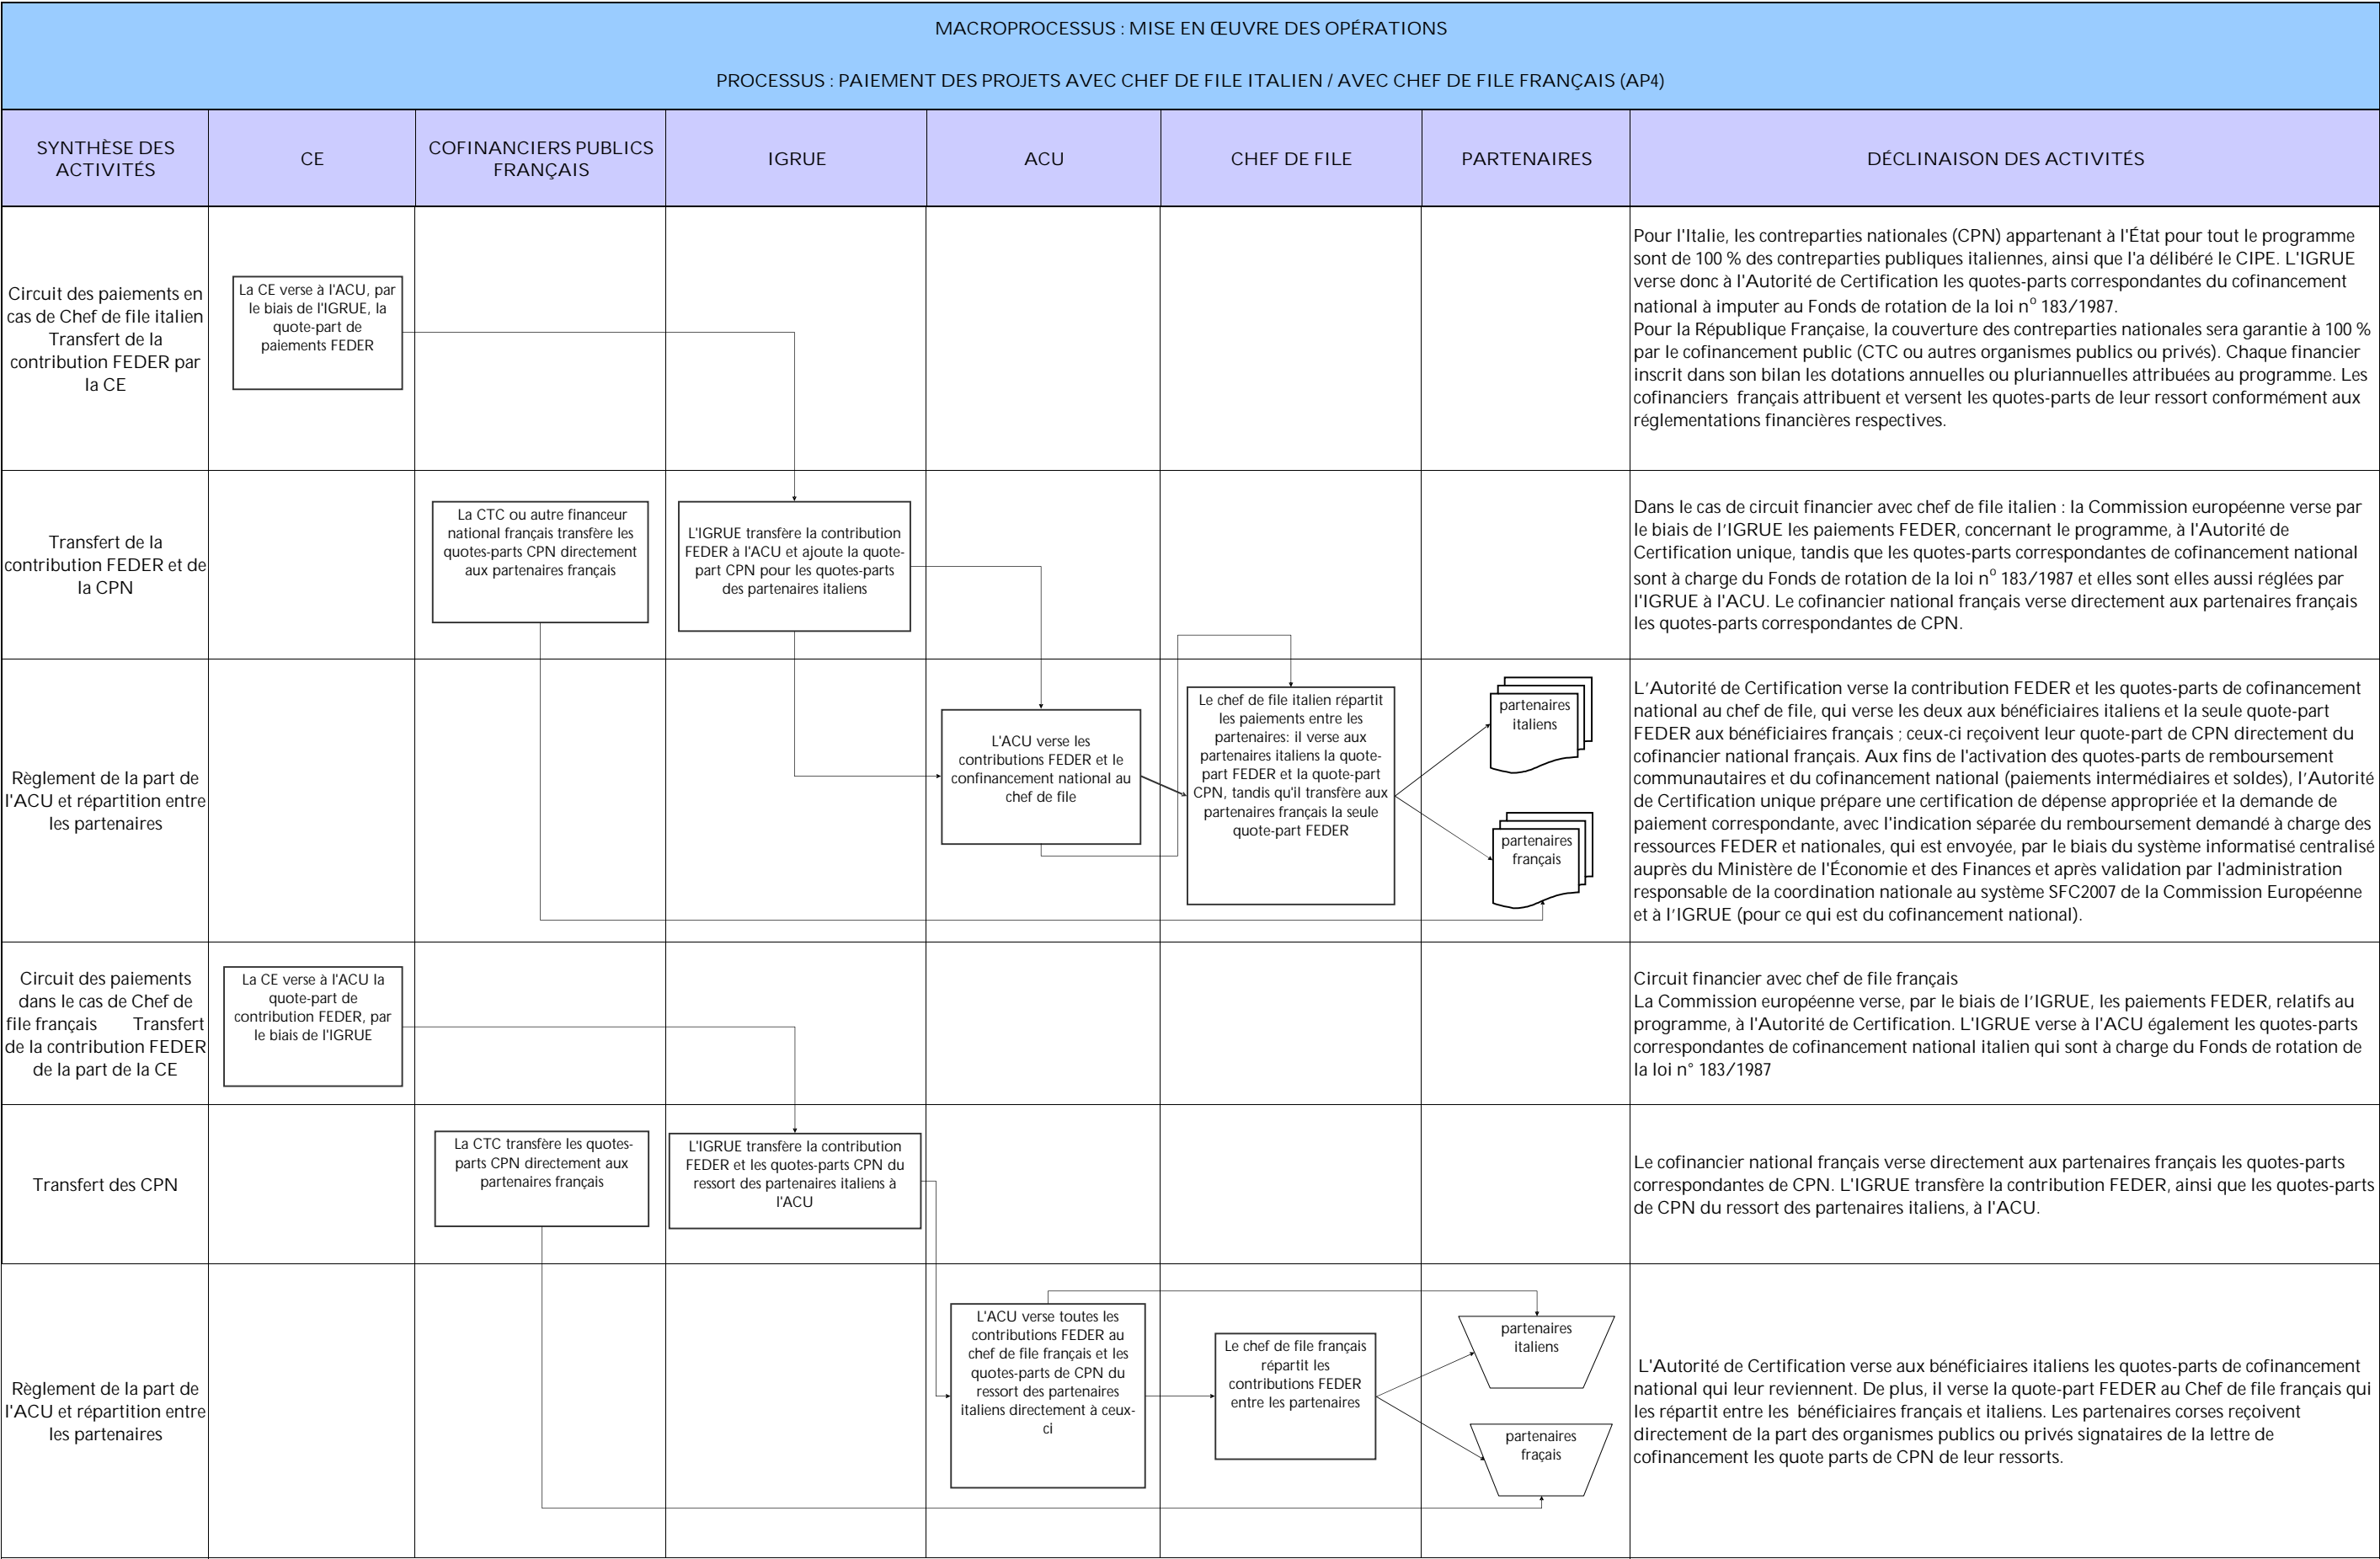 MACROPROCESSUS : MISE EN ŒUVRE DES OPÉRATIONS
PROCESSUS : PAIEMENT DES PROJETS AVEC CHEF DE FILE ITALIEN / AVEC CHEF DE FILE FRANÇAIS (AP4)
SYNTHÈSE DES
ACTIVITÉS
CE
COFINANCIERS PUBLICS
FRANÇAIS
IGRUE
ACU
CHEF DE FILE
PARTENAIRES
DÉCLINAISON DES ACTIVITÉS
Circuit des paiements en
cas de Chef de file italien
Transfert de la
contribution FEDER par
la CE
La CE verse à l'ACU, par
le biais de l'IGRUE, la
quote-part de
paiements FEDER
Pour l'Italie, les contreparties nationales (CPN) appartenant à l'État pour tout le programme
sont de 100 % des contreparties publiques italiennes, ainsi que l'a délibéré le CIPE. L'IGRUE
verse donc à l'Autorité de Certification les quotes-parts correspondantes du cofinancement
national à imputer au Fonds de rotation de la loi nº 183/1987.
Pour la République Française, la couverture des contreparties nationales sera garantie à 100 %
par le cofinancement public (CTC ou autres organismes publics ou privés). Chaque financier
inscrit dans son bilan les dotations annuelles ou pluriannuelles attribuées au programme. Les
cofinanciers français attribuent et versent les quotes-parts de leur ressort conformément aux
réglementations financières respectives.
Transfert de la
contribution FEDER et de
la CPN
La CTC ou autre financeur
national français transfère les
quotes-parts CPN directement
aux partenaires français
L'IGRUE transfère la contribution
FEDER à l'ACU et ajoute la quote-
part CPN pour les quotes-parts
des partenaires italiens
Dans le cas de circuit financier avec chef de file italien : la Commission européenne verse par
le biais de l’IGRUE les paiements FEDER, concernant le programme, à l'Autorité de
Certification unique, tandis que les quotes-parts correspondantes de cofinancement national
sont à charge du Fonds de rotation de la loi nº 183/1987 et elles sont elles aussi réglées par
l'IGRUE à l'ACU. Le cofinancier national français verse directement aux partenaires français
les quotes-parts correspondantes de CPN.
Règlement de la part de
l'ACU et répartition entre
les partenaires
L'ACU verse les
contributions FEDER et le
confinancement national au
chef de file
Le chef de file italien répartit
les paiements entre les
partenaire: il verse aux
partenaires italiens la quote-
part FEDER et la quote-part
CPN, tandis qu'il transfère aux
partenaires français la seule
quote-part FEDER
partenaires
italiens
partenaires
français
L’Autorité de Certification verse la contribution FEDER et les quotes-parts de cofinancement
national au chef de file, qui verse les deux aux bénéficiaires italiens et la seule quote-part
FEDER aux bénéficiaires français ; ceux-ci reçoivent leur quote-part de CPN directement du
cofinancier national français. Aux fins de l'activation des quotes-parts de remboursement
communautaires et du cofinancement national (paiements intermédiaires et soldes), l’Autorité
de Certification unique prépare une certification de dépense appropriée et la demande de
paiement correspondante, avec l'indication séparée du remboursement demandé à charge des
ressources FEDER et nationales, qui est envoyée, par le biais du système informatisé centralisé
auprès du Ministère de l'Économie et des Finances et après validation par l'administration
responsable de la coordination nationale au système SFC2007 de la Commission Européenne
et à l’IGRUE (pour ce qui est du cofinancement national).
Circuit des paiements
dans le cas de Chef de
file français Transfert
de la contribution FEDER
de la part de la CE
La CE verse à l'ACU la
quote-part de
contribution FEDER, par
le biais de l'IGRUE
Circuit financier avec chef de file français
La Commission européenne verse, par le biais de l’IGRUE, les paiements FEDER, relatifs au
programme, à l'Autorité de Certification. L'IGRUE verse à l'ACU également les quotes-parts
correspondantes de cofinancement national italien qui sont à charge du Fonds de rotation de
la loi n° 183/1987
Transfert des CPN
La CTC transfère les quotes-
parts CPN directement aux
partenaires français
L'IGRUE transfère la contribution
FEDER et les quotes-parts CPN du
ressort des partenaires italiens à
l'ACU
Le cofinancier national français verse directement aux partenaires français les quotes-parts
correspondantes de CPN. L'IGRUE transfère la contribution FEDER, ainsi que les quotes-parts
de CPN du ressort des partenaires italiens, à l'ACU.
Règlement de la part de
l'ACU et répartition entre
les partenaires
L'ACU verse toutes les
contributions FEDER au
chef de file français et les
quotes-parts de CPN du
ressort des partenaires
italiens directement à ceux-
ci
Le chef de file français
répartit les
contributions FEDER
entre les partenaires
partenaires
italiens
partenaires
fraçais
L'Autorité de Certification verse aux bénéficiaires italiens les quotes-parts de cofinancement
national qui leur reviennent. De plus, il verse la quote-part FEDER au Chef de file français qui
les répartit entre les bénéficiaires français et italiens. Les partenaires corses reçoivent
directement de la part des organismes publics ou privés signataires de la lettre de
cofinancement les quote parts de CPN de leur ressorts.